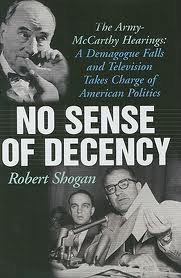 The Army-
McCarthy Hearings:
A Demagogue Falls and
Television
Takes Charge of
American Politics
NO SENSE
OF DECENCY
Robert Shogan